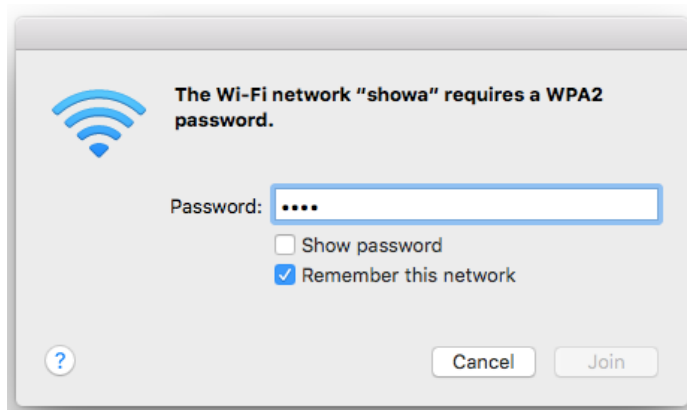 The Wi-Fi network “showa” requires a WPA2
password.
Password: ••••
Show password
Remember this network
?
Cancel
Join